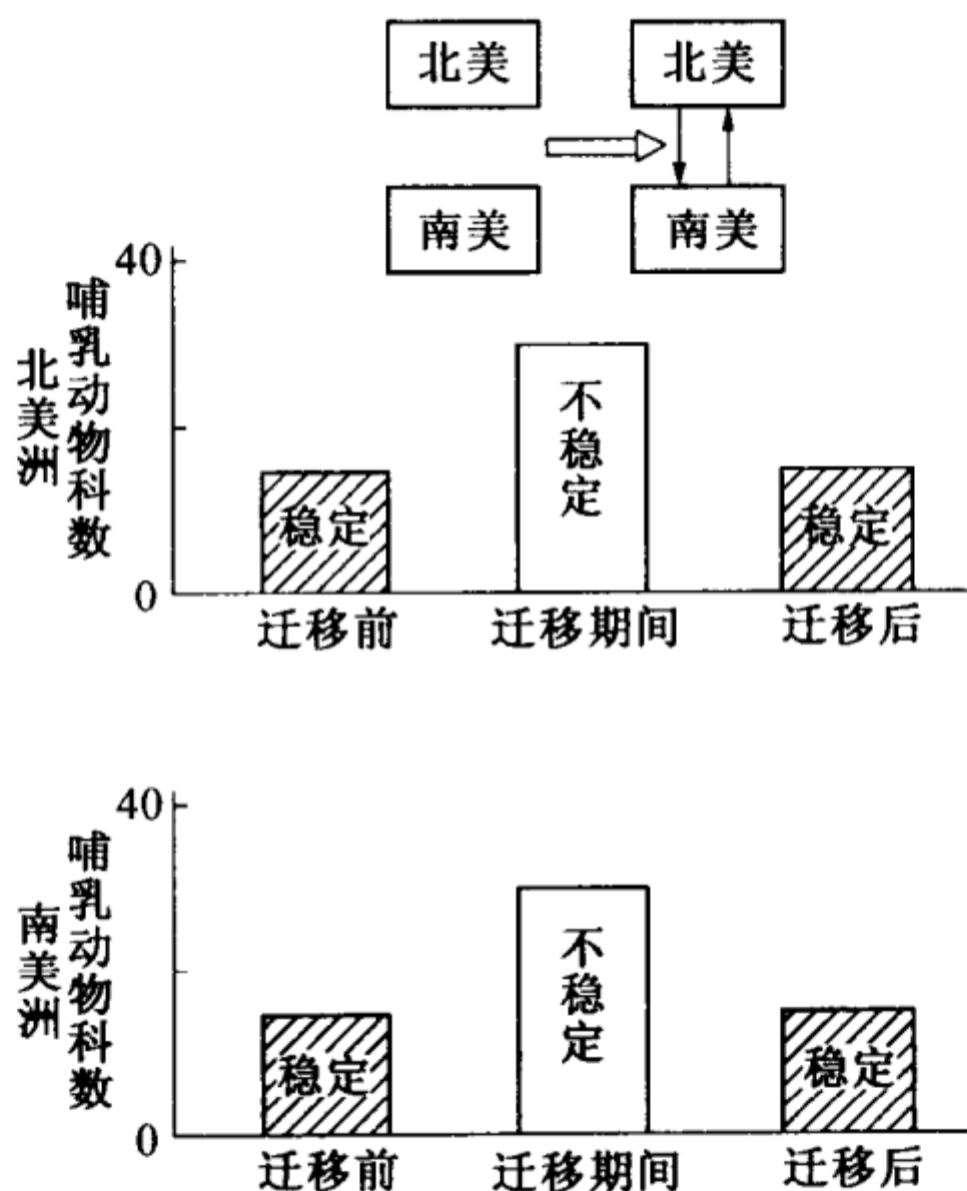 北美
北美
南美
南美
40
0
北美洲
哺乳动物科数
稳定
不稳定
稳定
迁移前
迁移期间
迁移后
40
0
南美洲
哺乳动物科数
稳定
不稳定
稳定
迁移前
迁移期间
迁移后